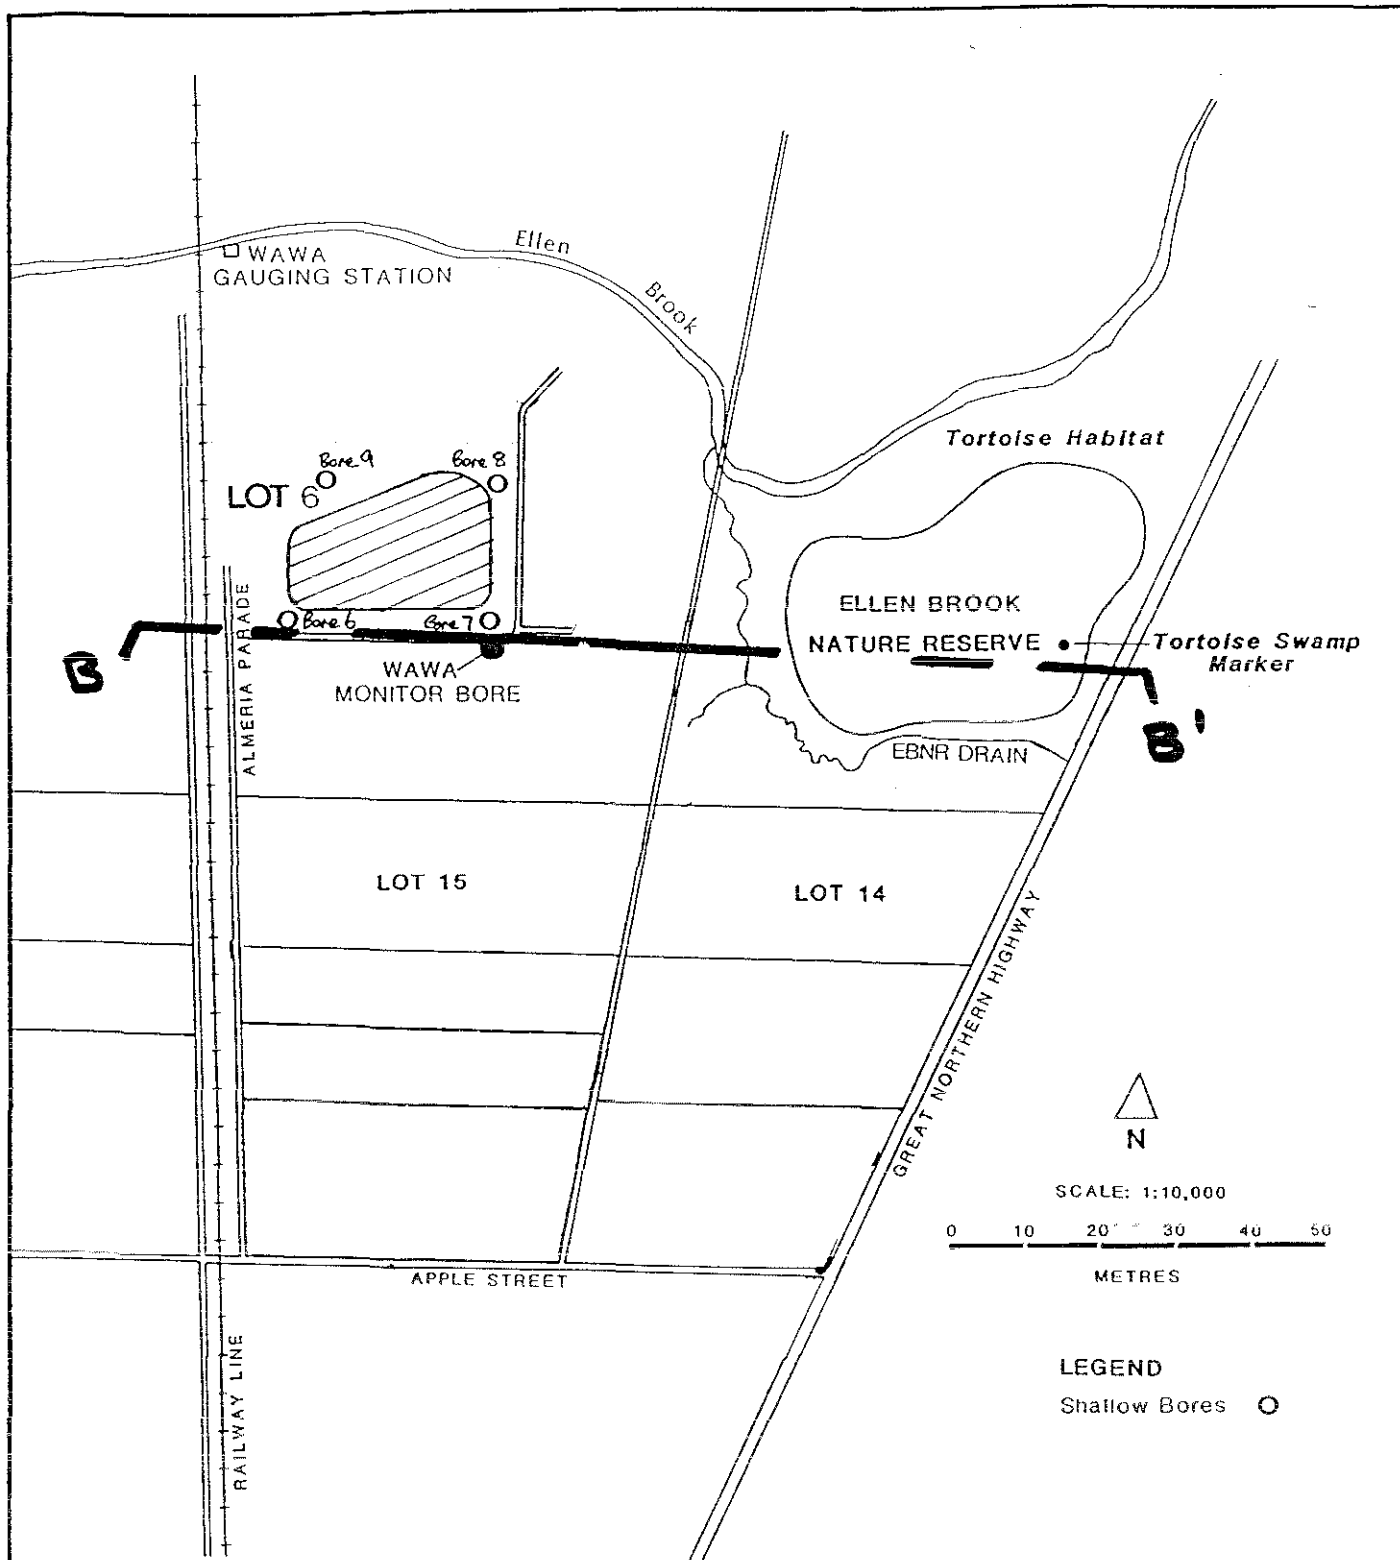 Ellen
Brook
WAWA
GAUGING STATION
Tortoise Habitat
Bore 9
Bore 8
LOT 6
ELLEN BROOK
NATURE RESERVE
Tortoise Swamp
Marker
Bore 6
Bore 7
B
WAWA
MONITOR BORE
ALMERIA PARADE
B'
EBNR DRAIN
LOT 15
LOT 14
GREAT NORTHERN HIGHWAY
N
SCALE: 1:10,000
0 10 20 30 40 50
METRES
APPLE STREET
RAILWAY LINE
LEGEND
Shallow Bores